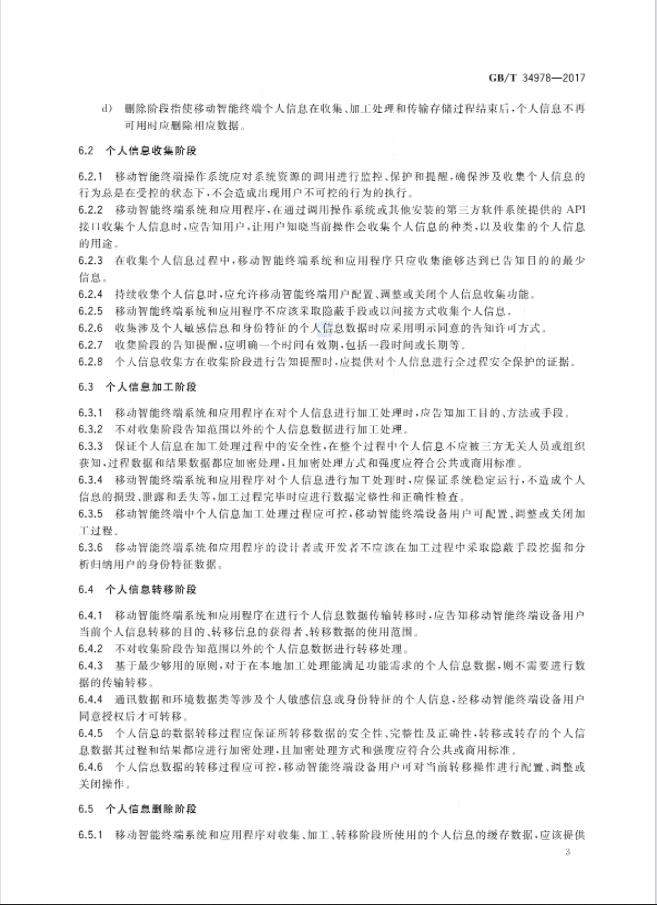 GB/T 34978—2017
d) 删除阶段指使移动智能终端个人信息在收集、加工处理和传输存储过程结束后,个人信息不再
可用时应删除相应数据。
6.2 个人信息收集阶段
6.2.1 移动智能终端操作系统应对系统资源的调用进行监控、保护和提醒,确保涉及收集个人信息的
行为总是在受控的状态下,不会造成出现用户不可控的行为的执行。
6.2.2 移动智能终端系统和应用程序,在通过调用操作系统或其他安装的第三方软件系统提供的 API
接口收集个人信息时,应告知用户,让用户知晓当前操作会收集个人信息的种类,以及收集的个人信息
的用途。
6.2.3 在收集个人信息过程中,移动智能终端系统和应用程序只应收集能够达到已告知目的的最少
信息。
6.2.4 持续收集个人信息时,应允许移动智能终端用户配置、调整或关闭个人信息收集功能。
6.2.5 移动智能终端系统和应用程序不应该采取隐蔽手段或以间接方式收集个人信息。
6.2.6 收集涉及个人敏感信息和身份特征的个人信息数据时应采用明示同意的告知许可方式。
6.2.7 收集阶段的告知提醒,应明确一个时间有效期,包括一段时间或长期等。
6.2.8 个人信息收集方在收集阶段进行告知提醒时,应提供对个人信息进行全过程安全保护的证据。
6.3 个人信息加工阶段
6.3.1 移动智能终端系统和应用程序在对个人信息进行加工处理时,应告知加工目的、方法或手段。
6.3.2 不对收集阶段告知范围以外的个人信息数据进行加工处理。
6.3.3 保证个人信息在加工处理过程中的安全性,在整个过程中个人信息不应被三方无关人员或组织
获知,过程数据和结果数据都应加密处理,且加密处理方式和强度应符合公共或商用标准。
6.3.4 移动智能终端系统和应用程序对个人信息进行加工处理时,应保证系统稳定运行,不造成个人
信息的损毁、泄露和丢失等,加工过程完毕时应进行数据完整性和正确性检查。
6.3.5 移动智能终端中个人信息加工处理过程应可控,移动智能终端设备用户可配置、调整或关闭加
工过程。
6.3.6 移动智能终端系统和应用程序的设计者或开发者不应该在加工过程中采取隐蔽手段挖掘和分
析归纳用户的身份特征数据。
6.4 个人信息转移阶段
6.4.1 移动智能终端系统和应用程序在进行个人信息数据传输转移时,应告知移动智能终端设备用户
当前个人信息转移的目的、转移信息的获得者、转移数据的使用范围。
6.4.2 不对收集阶段告知范围以外的个人信息数据进行转移处理。
6.4.3 基于最少够用的原则,对于在本地加工处理能满足功能需求的个人信息数据,则不需要进行数
据的传输转移。
6.4.4 通讯数据和环境数据类等涉及个人敏感信息或身份特征的个人信息,经移动智能终端设备用户
同意授权后才可转移。
6.4.5 个人信息的数据转移过程应保证所转移数据的安全性、完整性及正确性,转移或转存的个人信
息数据其过程和结果都应进行加密处理,且加密处理方式和强度应符合公共或商用标准。
6.4.6 个人信息数据的转移过程应可控,移动智能终端设备用户可对当前转移操作进行配置、调整或
关闭操作。
6.5 个人信息删除阶段
6.5.1 移动智能终端系统和应用程序对收集、加工、转移阶段所使用的个人信息的缓存数据,应该提供
3